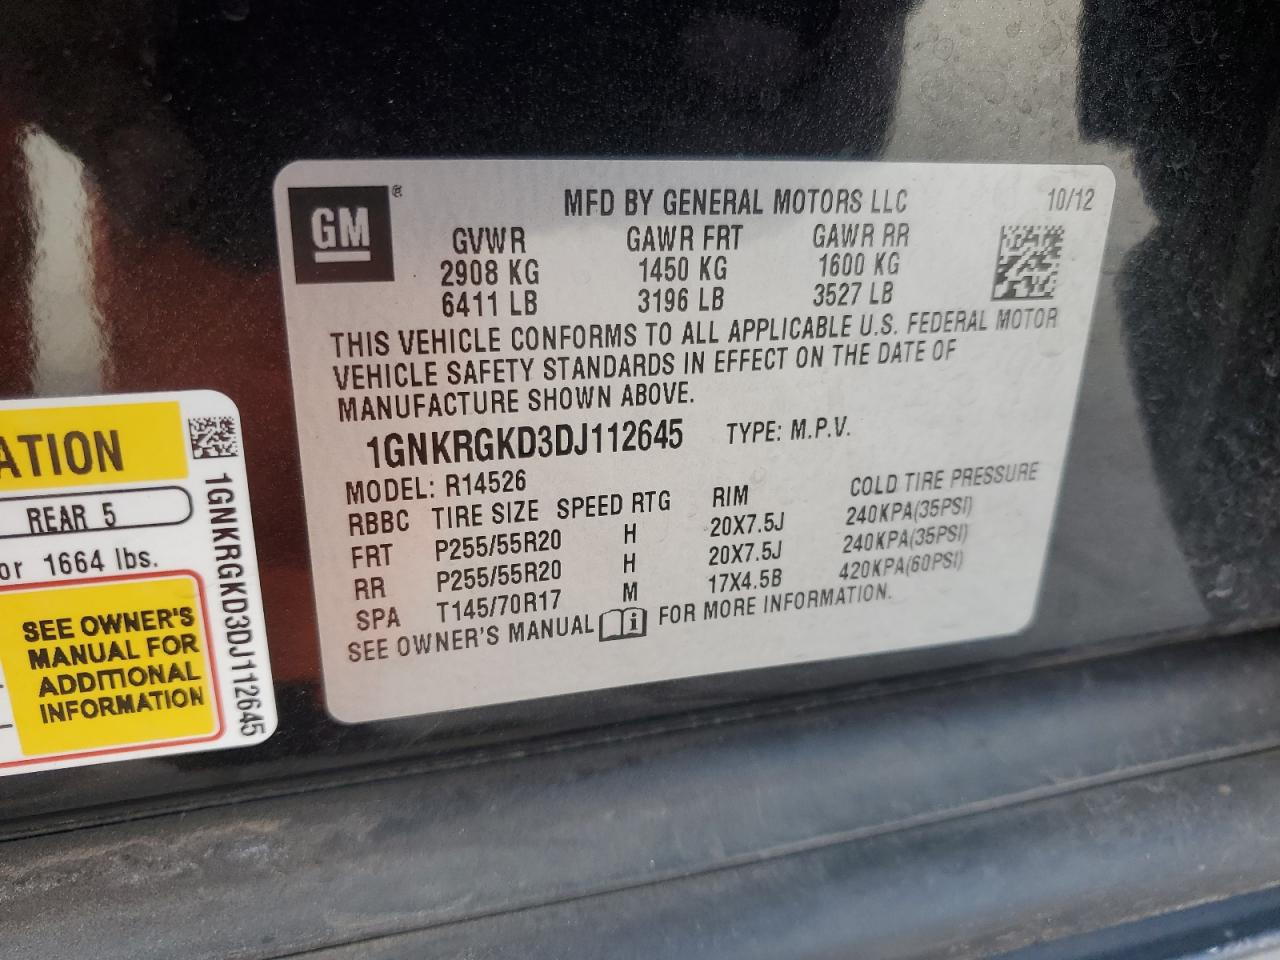 GM ®
MFD BY GENERAL MOTORS LLC 10/12
GVWR GAWR FRT GAWR RR
2908 KG 1450 KG 1600 KG
6411 LB 3196 LB 3527 LB
THIS VEHICLE CONFORMS TO ALL APPLICABLE U.S. FEDERAL MOTOR
VEHICLE SAFETY STANDARDS IN EFFECT ON THE DATE OF
MANUFACTURE SHOWN ABOVE.
1GNKRGKD3DJ112645 TYPE: M.P.V.
MODEL: R14526
RBBC TIRE SIZE SPEED RTG RIM COLD TIRE PRESSURE
FRT P255/55R20 H 20X7.5J 240KPA(35PSI)
RR P255/55R20 H 20X7.5J 240KPA(35PSI)
SPA T145/70R17 M 17X4.5B 420KPA(60PSI)
SEE OWNER'S MANUAL i FOR MORE INFORMATION.
ATION
REAR 5
or 1664 lbs.
SEE OWNER'S
MANUAL FOR
ADDITIONAL
INFORMATION
1GNKRGKD3DJ112645